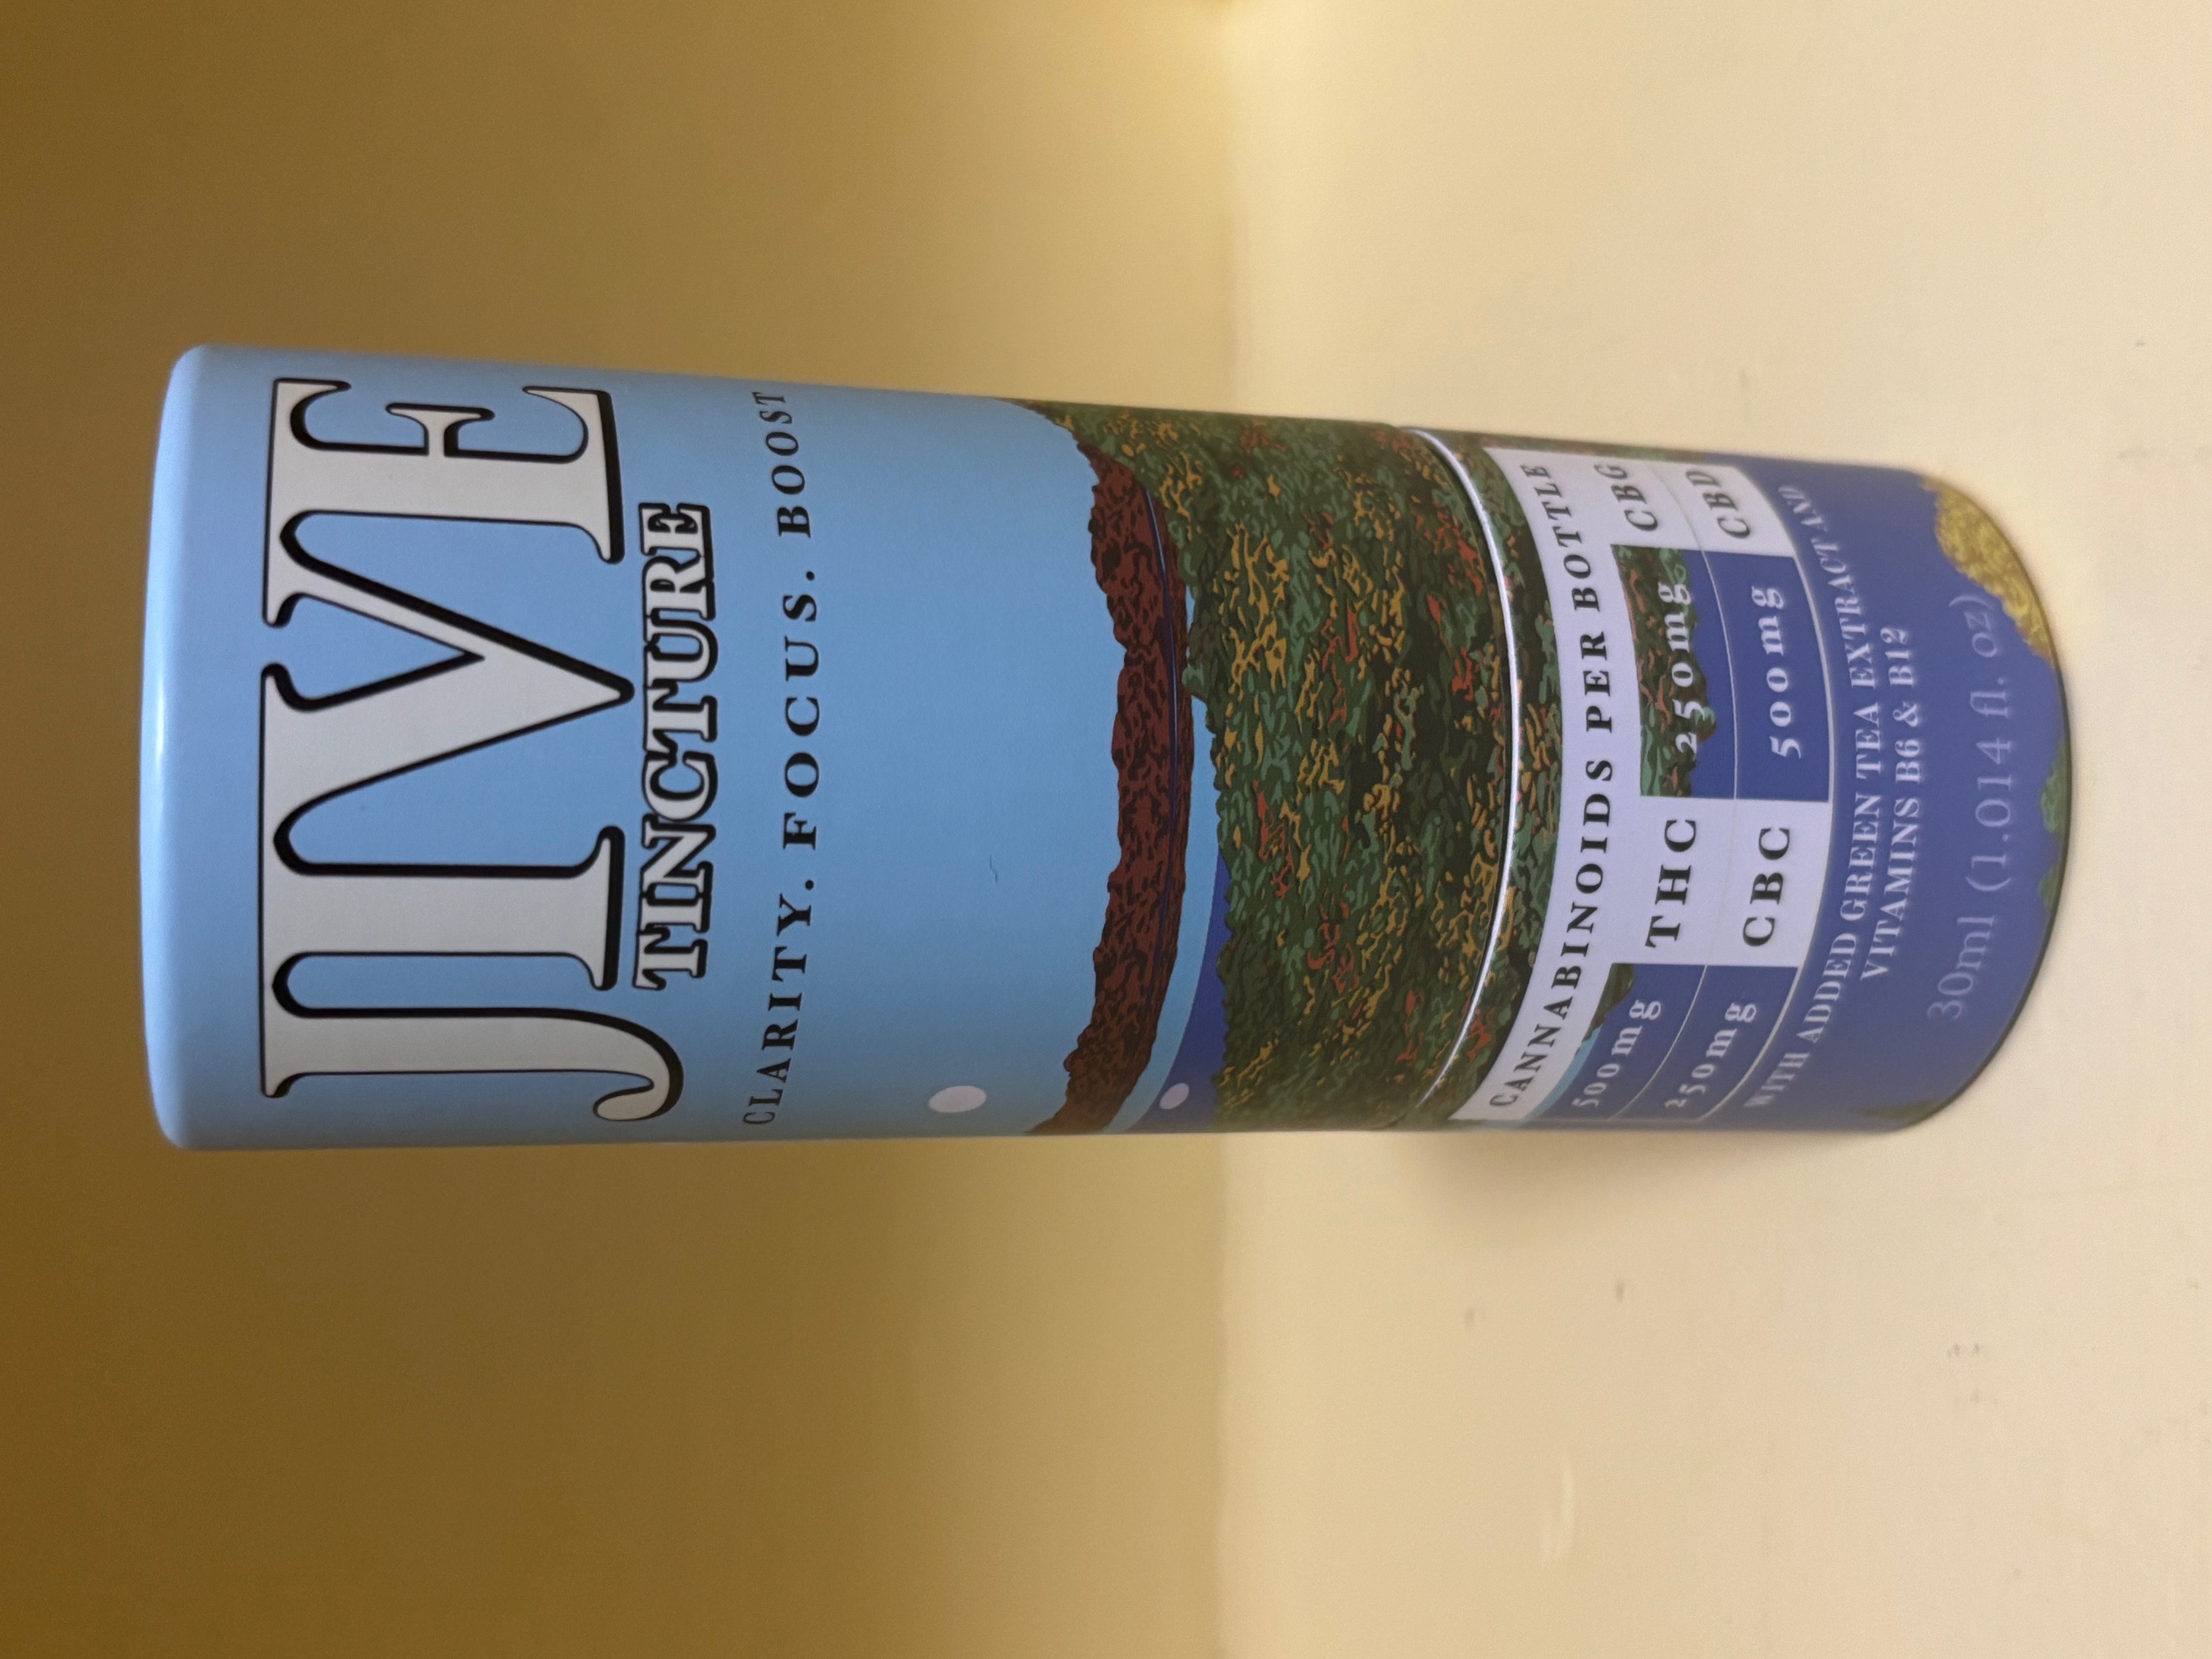 JIVE
TINCTURE
CLARITY. FOCUS. BOOST
CANNABINOIDS PER BOTTLE
500mg THC 250mg CBG
250mg CBC 500mg CBD
WITH ADDED GREEN TEA EXTRACT AND
VITAMINS B6 & B12
30ml (1.014 fl. oz)